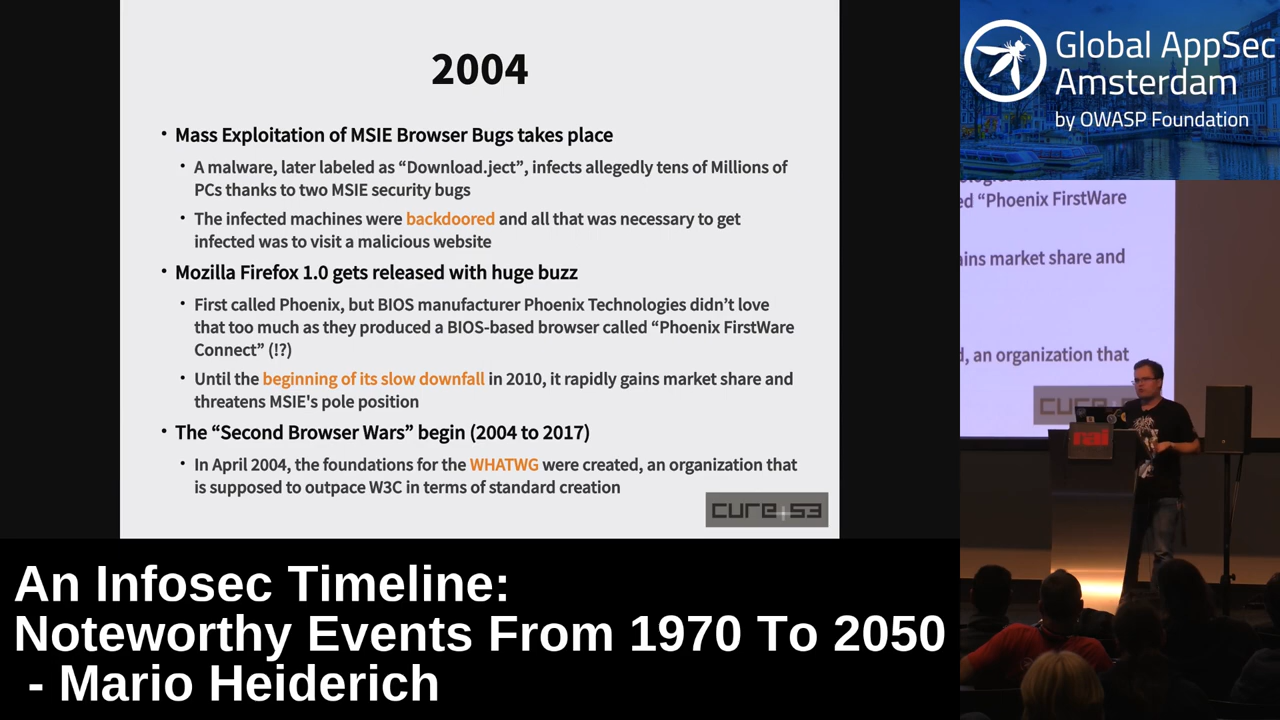 2004
• Mass Exploitation of MSIE Browser Bugs takes place
• A malware, later labeled as “Download.ject”, infects allegedly tens of Millions of
PCs thanks to two MSIE security bugs
• The infected machines were backdoored and all that was necessary to get
infected was to visit a malicious website
• Mozilla Firefox 1.0 gets released with huge buzz
• First called Phoenix, but BIOS manufacturer Phoenix Technologies didn’t love
that too much as they produced a BIOS-based browser called “Phoenix FirstWare
Connect” (!?)
• Until the beginning of its slow downfall in 2010, it rapidly gains market share and
threatens MSIE's pole position
• The “Second Browser Wars” begin (2004 to 2017)
• In April 2004, the foundations for the WHATWG were created, an organization that
is supposed to outpace W3C in terms of standard creation
cure+53
An Infosec Timeline:
Noteworthy Events From 1970 To 2050
- Mario Heiderich
Global AppSec
Amsterdam
by OWASP Foundation
ed “Phoenix FirstWare
ains market share and
d, an organization that
cure+53
rai